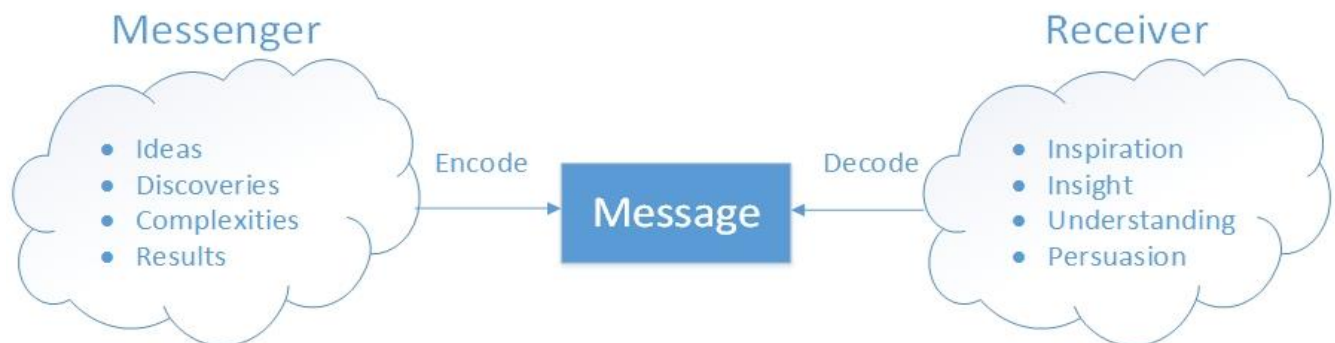 Messenger
● Ideas
● Discoveries
● Complexities
● Results
Encode
Message
Decode
Receiver
● Inspiration
● Insight
● Understanding
● Persuasion